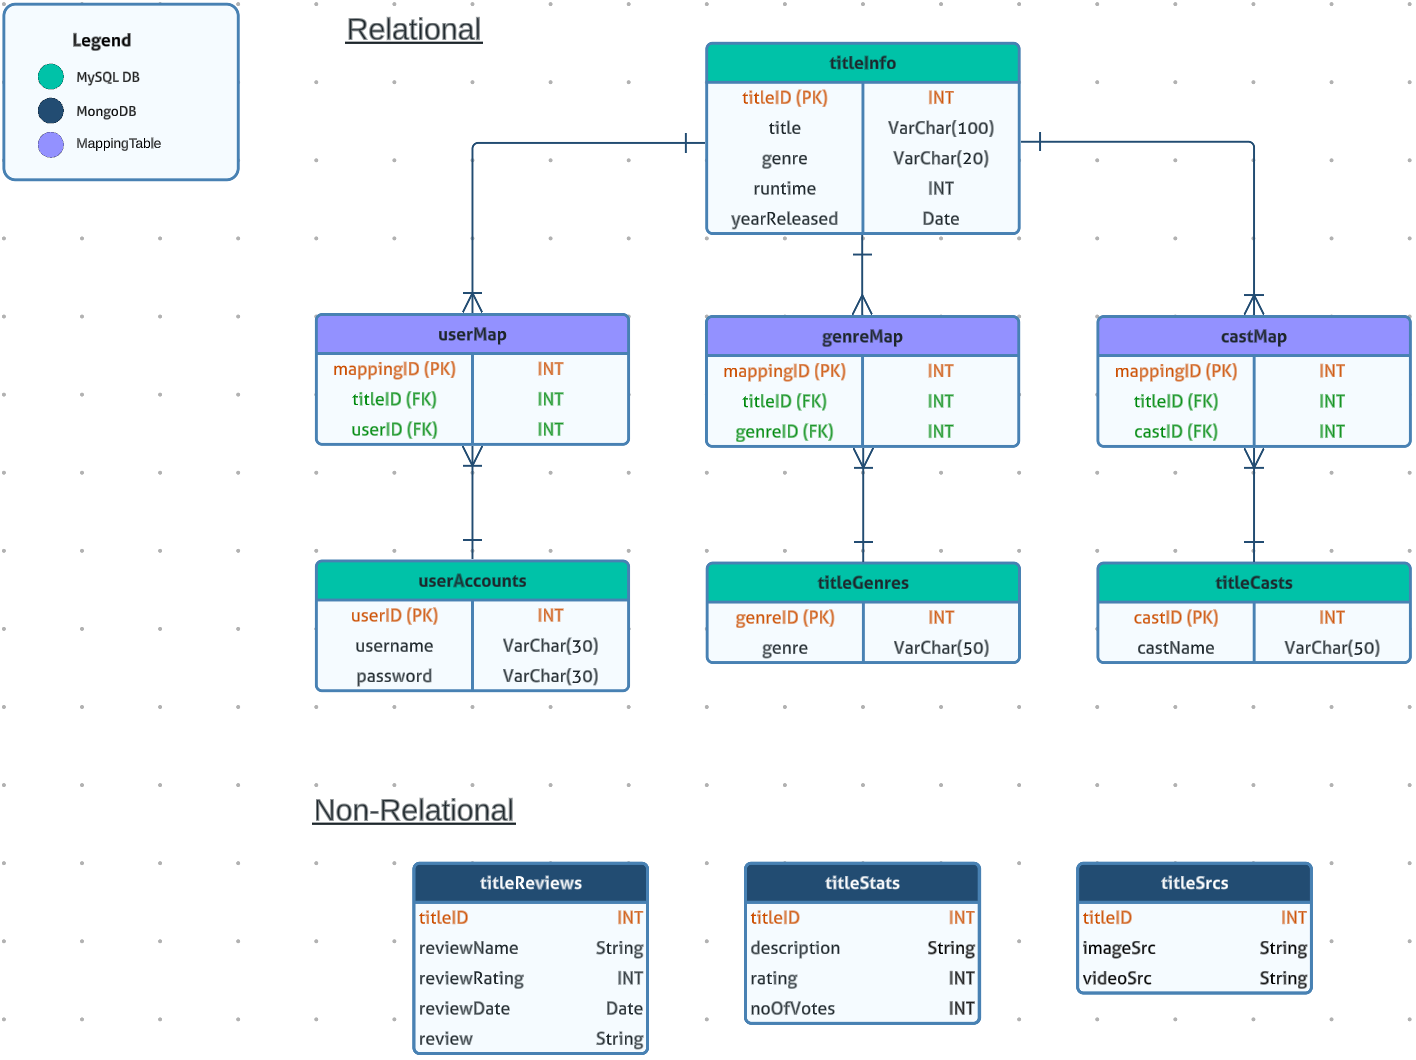 Legend
MySQL DB
MongoDB
MappingTable
Relational
titleInfo
titleID (PK) INT
title VarChar(100)
genre VarChar(20)
runtime INT
yearReleased Date
userMap
mappingID (PK) INT
titleID (FK) INT
userID (FK) INT
genreMap
mappingID (PK) INT
titleID (FK) INT
genreID (FK) INT
castMap
mappingID (PK) INT
titleID (FK) INT
castID (FK) INT
userAccounts
userID (PK) INT
username VarChar(30)
password VarChar(30)
titleGenres
genreID (PK) INT
genre VarChar(50)
titleCasts
castID (PK) INT
castName VarChar(50)
Non-Relational
titleReviews
titleID INT
reviewName String
reviewRating INT
reviewDate Date
review String
titleStats
titleID INT
description String
rating INT
noOfVotes INT
titleSrcs
titleID INT
imageSrc String
videoSrc String